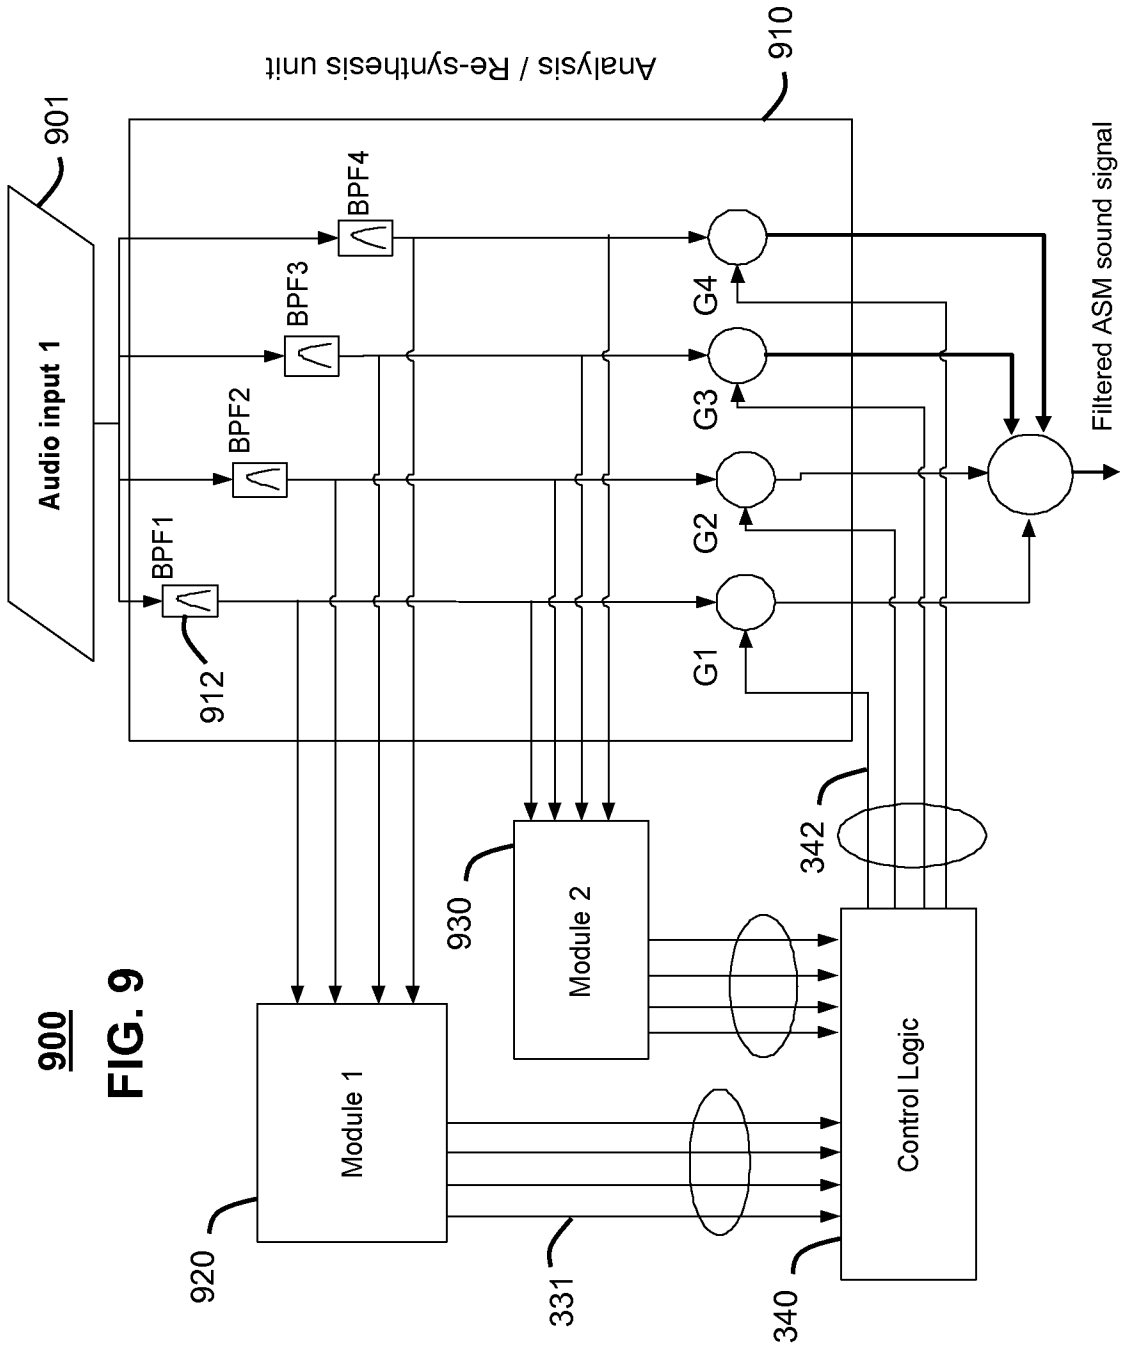 900
FIG. 9
901
Audio input 1
Analysis / Re-synthesis unit
910
BPF1
BPF2
BPF3
BPF4
912
G1
G2
G3
G4
920
Module 1
930
Module 2
331
342
340
Control Logic
Filtered ASM sound signal